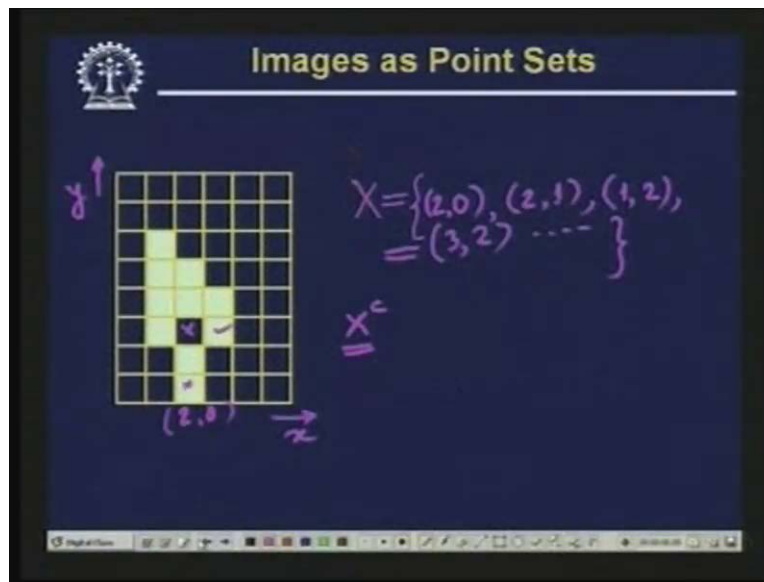 Images as Point Sets
y
X = {(2,0), (2,1), (1,2),
(3,2) ---- }
X^c
(2,0)
x